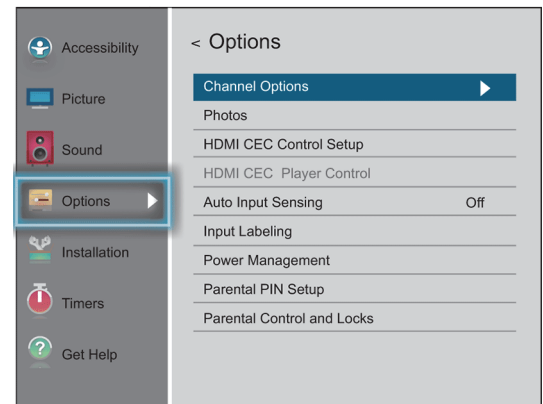 Accessibility
Picture
Sound
Options
Installation
Timers
Get Help
< Options
Channel Options
Photos
HDMI CEC Control Setup
HDMI CEC Player Control
Auto Input Sensing Off
Input Labeling
Power Management
Parental PIN Setup
Parental Control and Locks